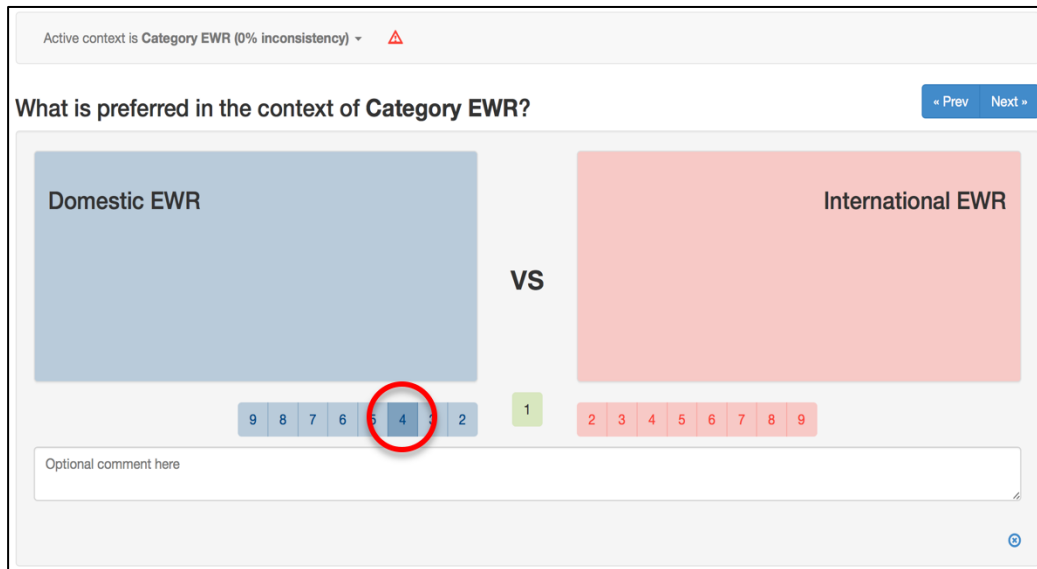 Active context is Category EWR (0% inconsistency)
What is preferred in the context of Category EWR?
« Prev Next »
Domestic EWR
International EWR
VS
9 8 7 6 5 4 3 2 1 2 3 4 5 6 7 8 9
Optional comment here